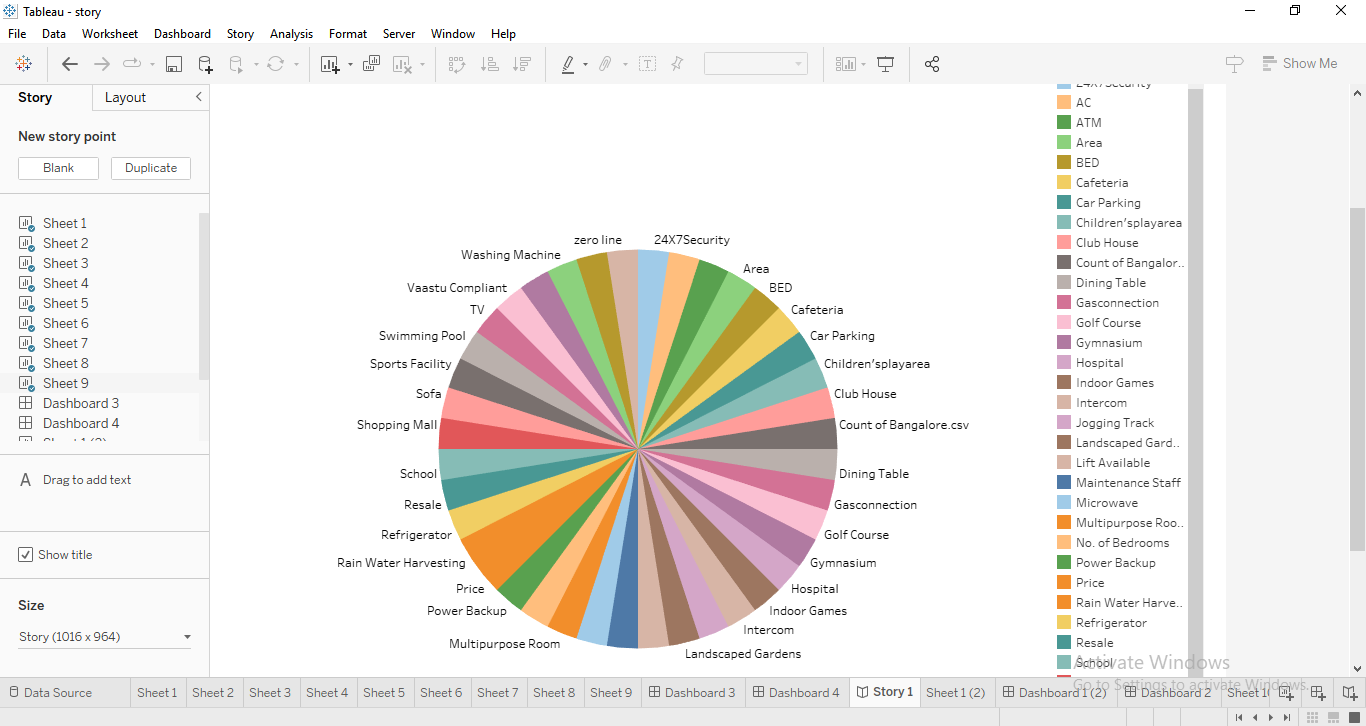 Tableau - story
File Data Worksheet Dashboard Story Analysis Format Server Window Help
Show Me
Story Layout
New story point
Blank Duplicate
Sheet 1
Sheet 2
Sheet 3
Sheet 4
Sheet 5
Sheet 6
Sheet 7
Sheet 8
Sheet 9
Dashboard 3
Dashboard 4
Sheet 1 (2)
A Drag to add text
Show title
Size
Story (1016 x 964)
zero line 24X7Security
Washing Machine
Area
Vaastu Compliant BED
TV Cafeteria
Swimming Pool Car Parking
Sports Facility Children'splayarea
Sofa Club House
Shopping Mall Count of Bangalore.csv
School Dining Table
Resale Gasconnection
Refrigerator Golf Course
Rain Water Harvesting Gymnasium
Price Hospital
Power Backup Indoor Games
Intercom
Multipurpose Room
Landscaped Gardens
24X7Security
AC
ATM
Area
BED
Cafeteria
Car Parking
Children'splayarea
Club House
Count of Bangalor..
Dining Table
Gasconnection
Golf Course
Gymnasium
Hospital
Indoor Games
Intercom
Jogging Track
Landscaped Gard..
Lift Available
Maintenance Staff
Microwave
Multipurpose Roo..
No. of Bedrooms
Power Backup
Price
Rain Water Harve..
Refrigerator
Resale
School
Activate Windows
Go to Settings to activate Windows.
Data Source Sheet 1 Sheet 2 Sheet 3 Sheet 4 Sheet 5 Sheet 6 Sheet 7 Sheet 8 Sheet 9 Dashboard 3 Dashboard 4 Story 1 Sheet 1 (2) Dashboard 1 (2) Dashboard 2 Sheet 1